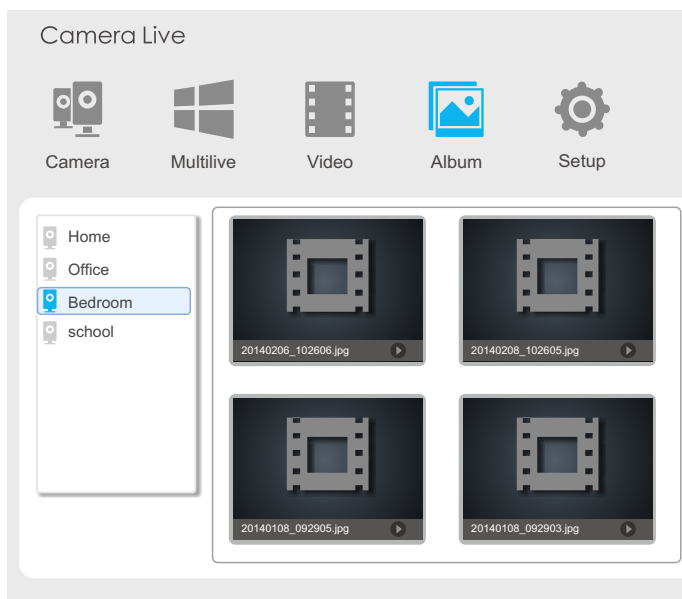 Camera Live
Camera
Multilive
Video
Album
Setup
Home
Office
Bedroom
school
20140206_102606.jpg
20140208_102605.jpg
20140108_092905.jpg
20140108_092903.jpg